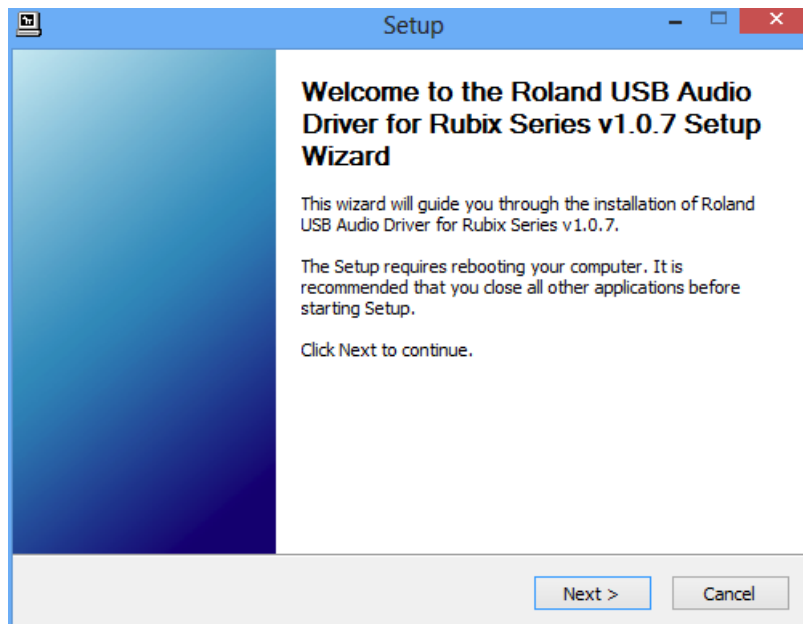 Setup
Welcome to the Roland USB Audio
Driver for Rubix Series v1.0.7 Setup
Wizard
This wizard will guide you through the installation of Roland
USB Audio Driver for Rubix Series v1.0.7.
The Setup requires rebooting your computer. It is
recommended that you close all other applications before
starting Setup.
Click Next to continue.
Next >
Cancel